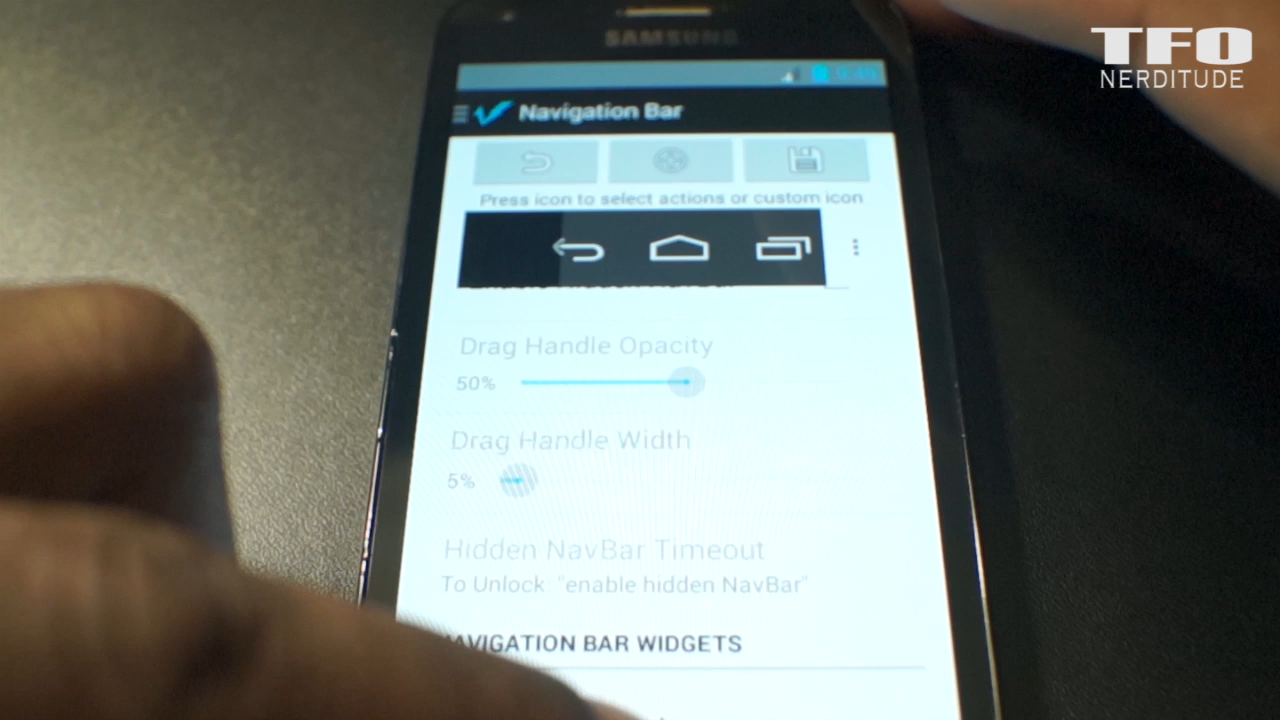 TFO
NERDITUDE
SAMSUNG
Navigation Bar
Press icon to select actions or custom icon
Drag Handle Opacity
50%
Drag Handle Width
5%
Hidden NavBar Timeout
To Unlock "enable hidden NavBar"
NAVIGATION BAR WIDGETS